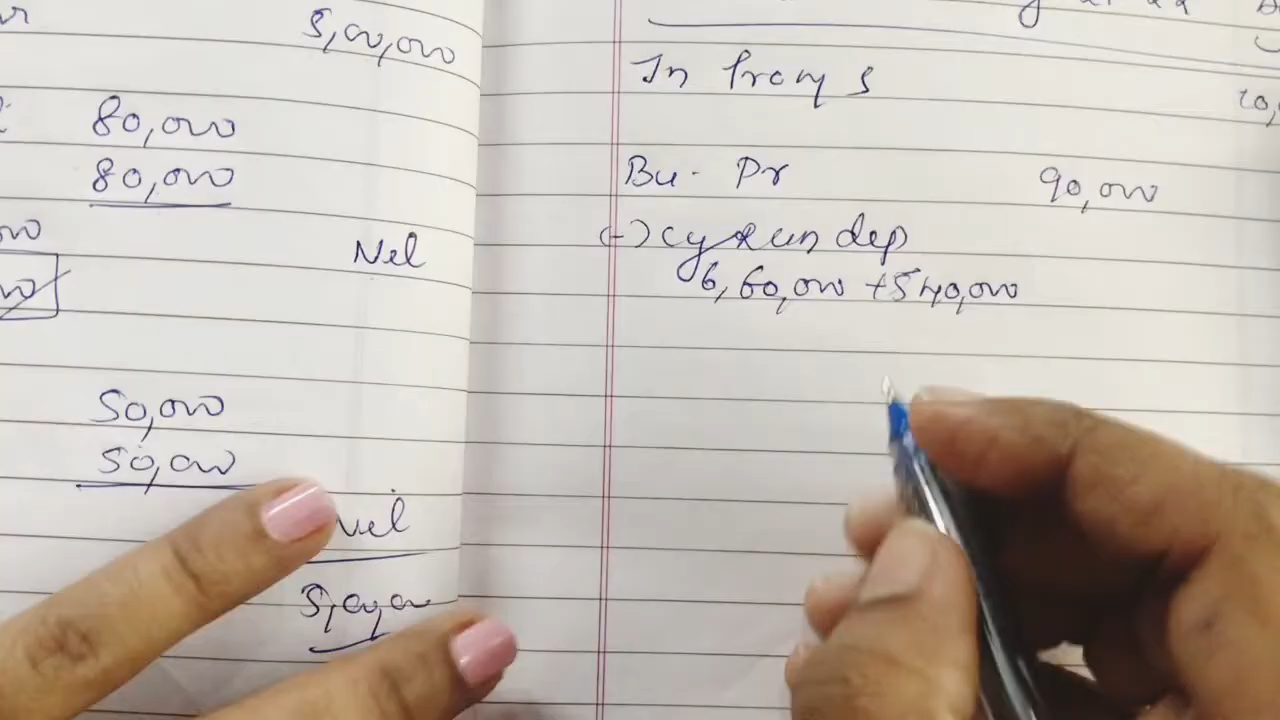 5,00,000
80,000
80,000
Nil
50,000
50,000
Nil
5,00,000
In
10,
Bu. Pr 90,000
(-) cy un dep
6,60,000 + 540,000